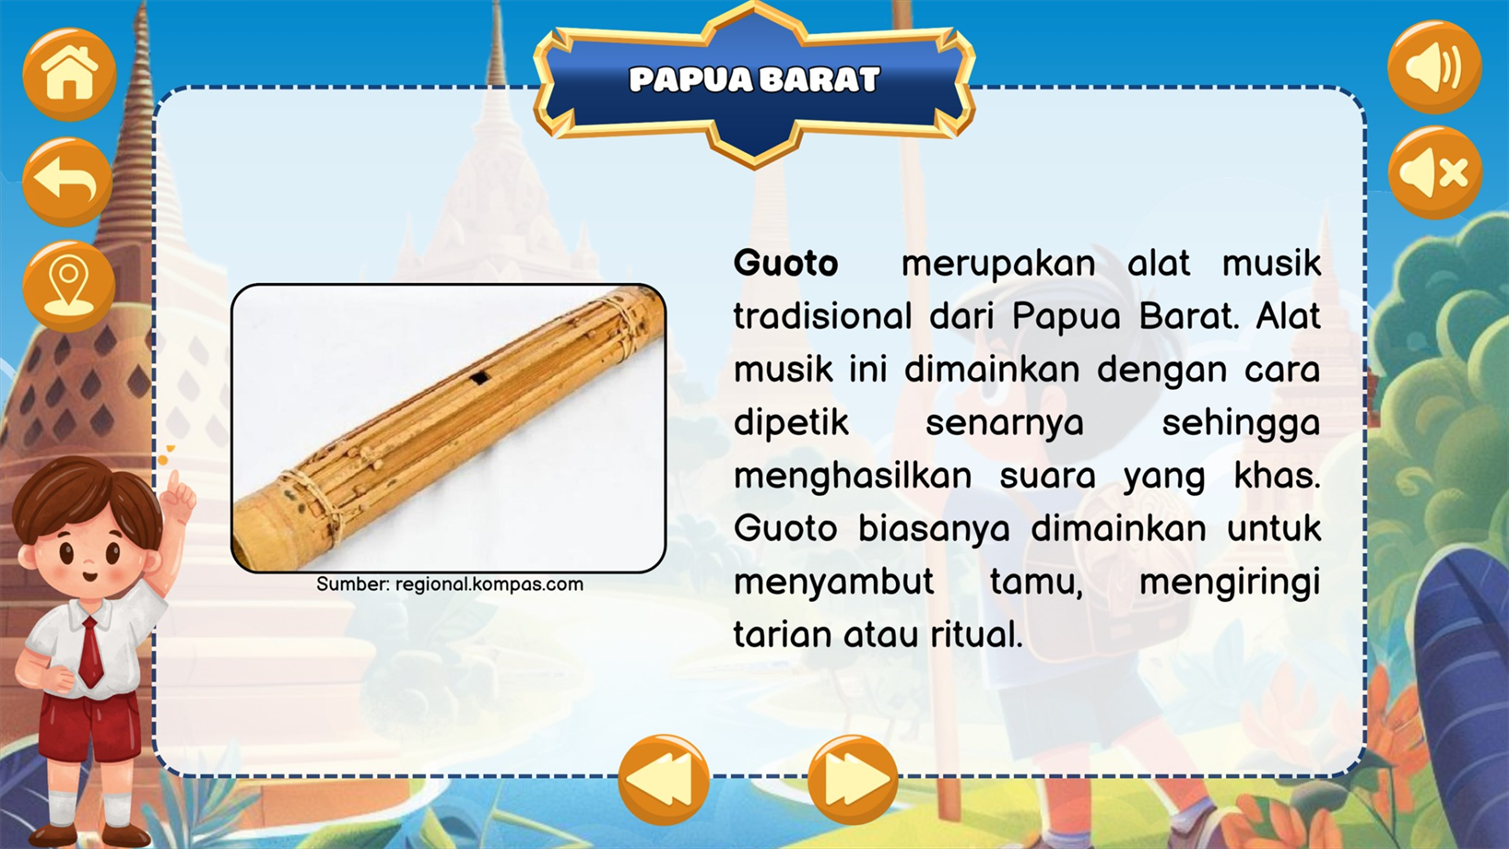 PAPUA BARAT
Guoto merupakan alat musik
tradisional dari Papua Barat. Alat
musik ini dimainkan dengan cara
dipetik senarnya sehingga
menghasilkan suara yang khas.
Guoto biasanya dimainkan untuk
menyambut tamu, mengiringi
tarian atau ritual.
Sumber: regional.kompas.com